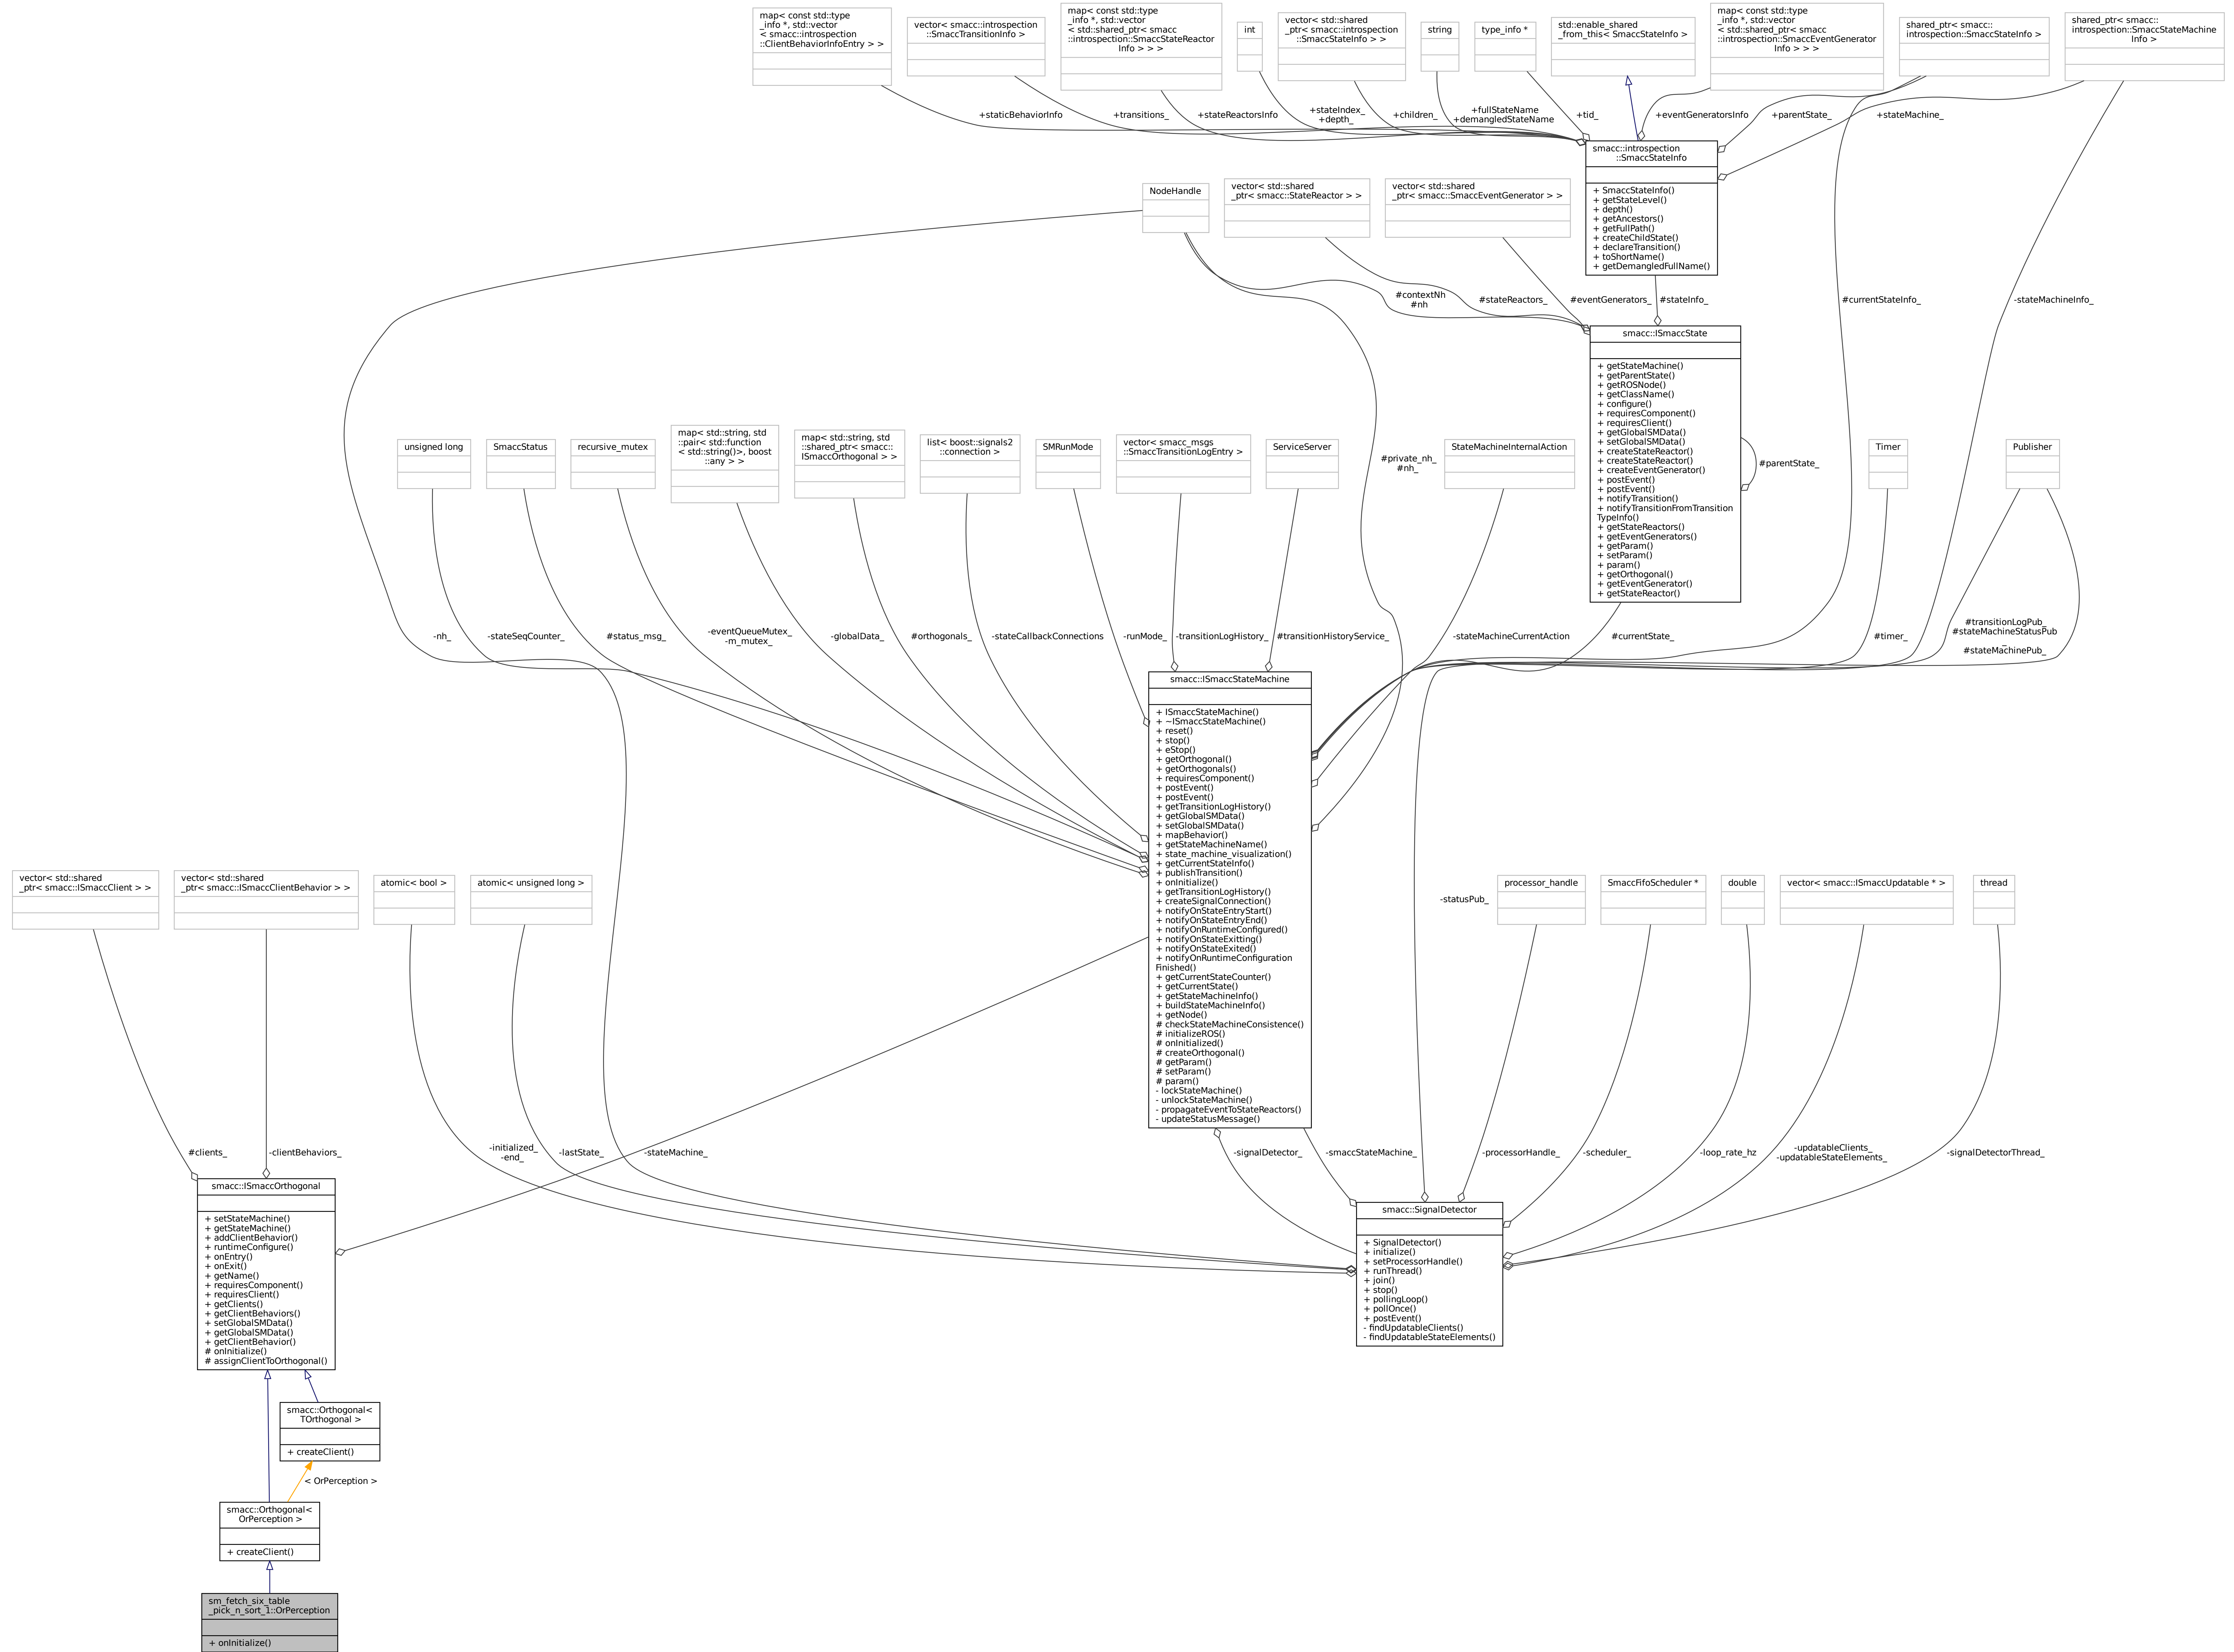 map< const std::type
_info *, std::vector
< smacc::introspection
::ClientBehaviorInfoEntry > >
vector< smacc::introspection
::SmaccTransitionInfo >
map< const std::type
_info *, std::vector
< std::shared_ptr< smacc
::introspection::SmaccStateReactor
Info > > >
int
vector< std::shared
_ptr< smacc::introspection
::SmaccStateInfo > >
string
type_info *
std::enable_shared
_from_this< SmaccStateInfo >
map< const std::type
_info *, std::vector
< std::shared_ptr< smacc
::introspection::SmaccEventGenerator
Info > > >
shared_ptr< smacc::
introspection::SmaccStateInfo >
shared_ptr< smacc::
introspection::SmaccStateMachine
Info >
+staticBehaviorInfo
+transitions_
+stateReactorsInfo
+stateIndex_
+depth_
+children_
+fullStateName
+demangledStateName
+tid_
+eventGeneratorsInfo
+parentState_
+stateMachine_
smacc::introspection
::SmaccStateInfo
+ SmaccStateInfo()
+ getStateLevel()
+ depth()
+ getAncestors()
+ getFullPath()
+ createChildState()
+ declareTransition()
+ toShortName()
+ getDemangledFullName()
NodeHandle
vector< std::shared
_ptr< smacc::StateReactor > >
vector< std::shared
_ptr< smacc::SmaccEventGenerator > >
#contextNh
#nh
#stateReactors_
#eventGenerators_
#stateInfo_
#currentStateInfo_
-stateMachineInfo_
smacc::ISmaccState
+ getStateMachine()
+ getParentState()
+ getROSNode()
+ getClassName()
+ configure()
+ requiresComponent()
+ requiresClient()
+ getGlobalSMData()
+ setGlobalSMData()
+ createStateReactor()
+ createStateReactor()
+ createEventGenerator()
+ postEvent()
+ postEvent()
+ notifyTransition()
+ notifyTransitionFromTransition
TypeInfo()
+ getStateReactors()
+ getEventGenerators()
+ getParam()
+ setParam()
+ param()
+ getOrthogonal()
+ getEventGenerator()
+ getStateReactor()
#parentState_
unsigned long
SmaccStatus
recursive_mutex
map< std::string, std
::pair< std::function
< std::string()>, boost
::any > >
map< std::string, std
::shared_ptr< smacc::
ISmaccOrthogonal > >
list< boost::signals2
::connection >
SMRunMode
vector< smacc_msgs
::SmaccTransitionLogEntry >
ServiceServer
#private_nh_
#nh_
StateMachineInternalAction
Timer
Publisher
-nh_
-stateSeqCounter_
#status_msg_
-eventQueueMutex_
-m_mutex_
-globalData_
#orthogonals_
-stateCallbackConnections
-runMode_
-transitionLogHistory_
#transitionHistoryService_
-stateMachineCurrentAction
#currentState_
#timer_
#transitionLogPub_
#stateMachineStatusPub
_
#stateMachinePub_
smacc::ISmaccStateMachine
+ ISmaccStateMachine()
+ ~ISmaccStateMachine()
+ reset()
+ stop()
+ eStop()
+ getOrthogonal()
+ getOrthogonals()
+ requiresComponent()
+ postEvent()
+ postEvent()
+ getTransitionLogHistory()
+ getGlobalSMData()
+ setGlobalSMData()
+ mapBehavior()
+ getStateMachineName()
+ state_machine_visualization()
+ getCurrentStateInfo()
+ publishTransition()
+ onInitialize()
+ getTransitionLogHistory()
+ createSignalConnection()
+ notifyOnStateEntryStart()
+ notifyOnStateEntryEnd()
+ notifyOnRuntimeConfigured()
+ notifyOnStateExitting()
+ notifyOnStateExited()
+ notifyOnRuntimeConfiguration
Finished()
+ getCurrentStateCounter()
+ getCurrentState()
+ getStateMachineInfo()
+ buildStateMachineInfo()
+ getNode()
# checkStateMachineConsistence()
# initializeROS()
# onInitialized()
# createOrthogonal()
# getParam()
# setParam()
# param()
- lockStateMachine()
- unlockStateMachine()
- propagateEventToStateReactors()
- updateStatusMessage()
vector< std::shared
_ptr< smacc::ISmaccClient > >
vector< std::shared
_ptr< smacc::ISmaccClientBehavior > >
atomic< bool >
atomic< unsigned long >
-statusPub_
processor_handle
SmaccFifoScheduler *
double
vector< smacc::ISmaccUpdatable * >
thread
#clients_
-clientBehaviors_
-initialized_
-end_
-lastState_
-stateMachine_
-signalDetector_
-smaccStateMachine_
-processorHandle_
-scheduler_
-loop_rate_hz
-updatableClients_
-updatableStateElements_
-signalDetectorThread_
smacc::ISmaccOrthogonal
+ setStateMachine()
+ getStateMachine()
+ addClientBehavior()
+ runtimeConfigure()
+ onEntry()
+ onExit()
+ getName()
+ requiresComponent()
+ requiresClient()
+ getClients()
+ getClientBehaviors()
+ setGlobalSMData()
+ getGlobalSMData()
+ getClientBehavior()
# onInitialize()
# assignClientToOrthogonal()
smacc::SignalDetector
+ SignalDetector()
+ initialize()
+ setProcessorHandle()
+ runThread()
+ join()
+ stop()
+ pollingLoop()
+ pollOnce()
+ postEvent()
- findUpdatableClients()
- findUpdatableStateElements()
smacc::Orthogonal<
TOrthogonal >
+ createClient()
< OrPerception >
smacc::Orthogonal<
OrPerception >
+ createClient()
sm_fetch_six_table
_pick_n_sort_1::OrPerception
+ onInitialize()